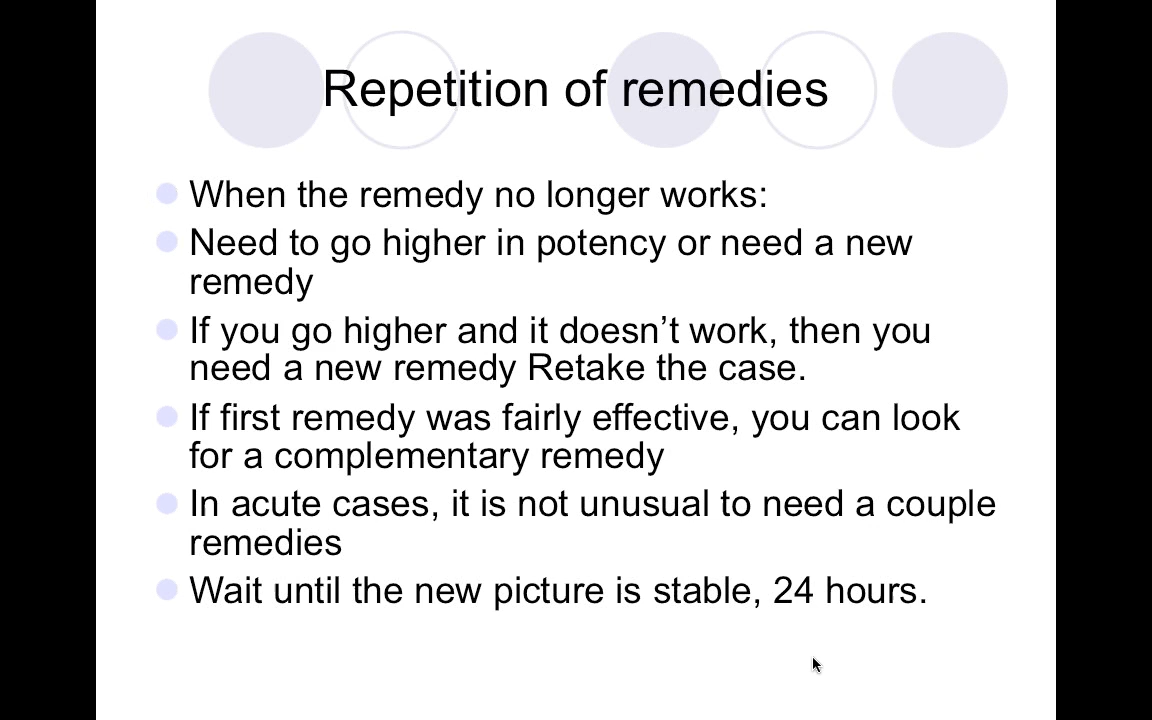 Repetition of remedies
When the remedy no longer works:
Need to go higher in potency or need a new
remedy
If you go higher and it doesn’t work, then you
need a new remedy Retake the case.
If first remedy was fairly effective, you can look
for a complementary remedy
In acute cases, it is not unusual to need a couple
remedies
Wait until the new picture is stable, 24 hours.